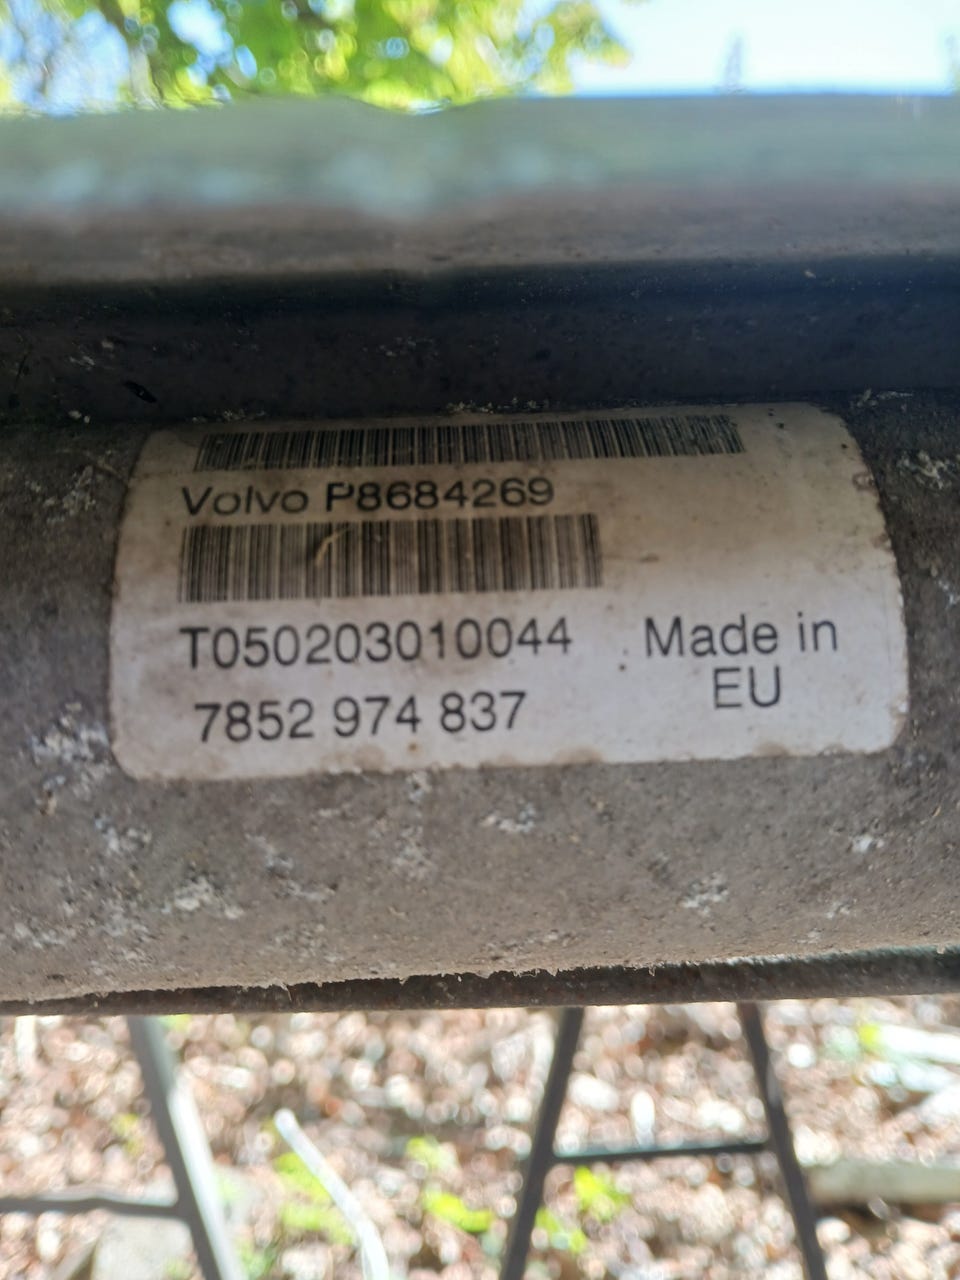 Volvo P8684269
T050203010044
7852 974 837
Made in
EU